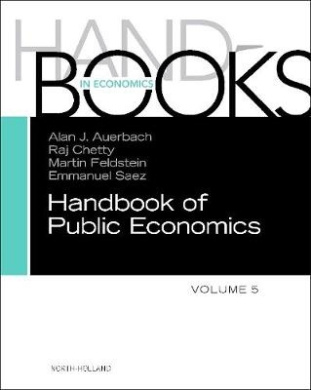 HAND-
BOOKS
IN ECONOMICS
Alan J. Auerbach
Raj Chetty
Martin Feldstein
Emmanuel Saez
Handbook of
Public Economics
VOLUME 5
NORTH-HOLLAND